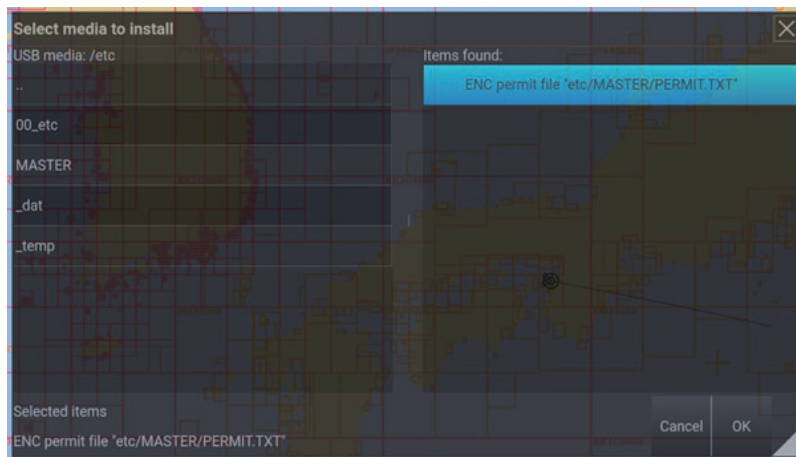 Select media to install
USB media: /etc
Items found:
..
ENC permit file "etc/MASTER/PERMIT.TXT"
00_etc
MASTER
_dat
_temp
Selected items
ENC permit file "etc/MASTER/PERMIT.TXT"
Cancel
OK